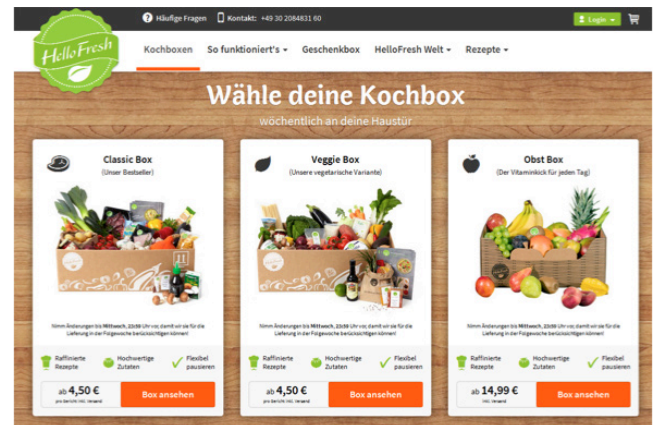 Häufige Fragen Kontakt: +49 30 2084831 60 Login
HelloFresh
Kochboxen So funktioniert's Geschenkbox HelloFresh Welt Rezepte
Wähle deine Kochbox
wöchentlich an deine Haustür
Classic Box
(Unser Bestseller)
Nimm Änderungen bis Mittwoch, 23:59 Uhr vor, damit wir sie für die
Lieferung in der Folgewoche berücksichtigen können!
Raffinierte Rezepte
Hochwertige Zutaten
Flexibel pausieren
ab 4,50 €
pro Gericht inkl. Versand
Box ansehen
Veggie Box
(Unsere vegetarische Variante)
Nimm Änderungen bis Mittwoch, 23:59 Uhr vor, damit wir sie für die
Lieferung in der Folgewoche berücksichtigen können!
Raffinierte Rezepte
Hochwertige Zutaten
Flexibel pausieren
ab 4,50 €
pro Gericht inkl. Versand
Box ansehen
Obst Box
(Der Vitaminkick für jeden Tag)
Nimm Änderungen bis Mittwoch, 23:59 Uhr vor, damit wir sie für die
Lieferung in der Folgewoche berücksichtigen können!
Raffinierte Rezepte
Hochwertige Zutaten
Flexibel pausieren
ab 14,99 €
inkl. Versand
Box ansehen